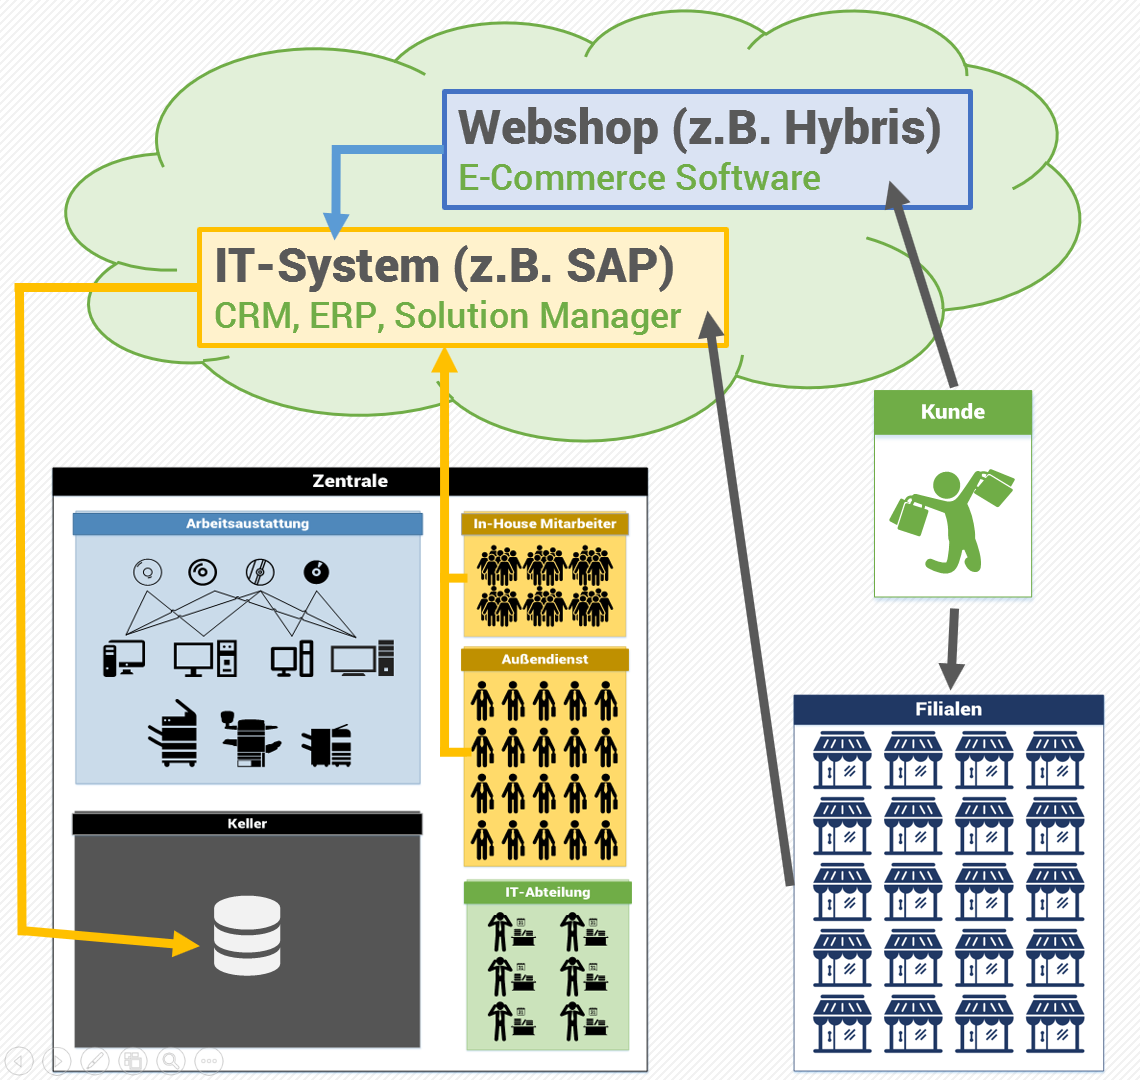 Webshop (z.B. Hybris)
E-Commerce Software
IT-System (z.B. SAP)
CRM, ERP, Solution Manager
Kunde
Zentrale
Arbeitsaustattung
In-House Mitarbeiter
Außendienst
Filialen
Keller
IT-Abteilung